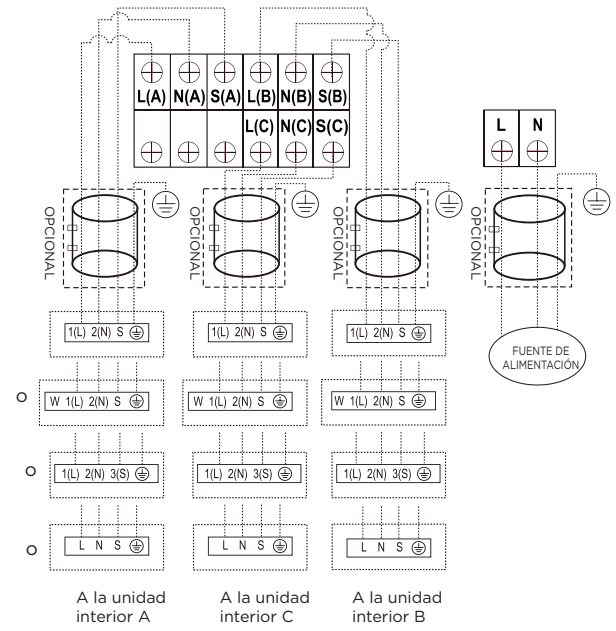 L(A) N(A) S(A) L(B) N(B) S(B)
L(C) N(C) S(C)
L N
OPCIONAL
OPCIONAL
OPCIONAL
OPCIONAL
1(L) 2(N) S
1(L) 2(N) S
1(L) 2(N) S
FUENTE DE
ALIMENTACIÓN
O
W 1(L) 2(N) S
W 1(L) 2(N) S
W 1(L) 2(N) S
O
1(L) 2(N) 3(S)
1(L) 2(N) 3(S)
1(L) 2(N) 3(S)
O
L N S
L N S
L N S
A la unidad
interior A
A la unidad
interior C
A la unidad
interior B